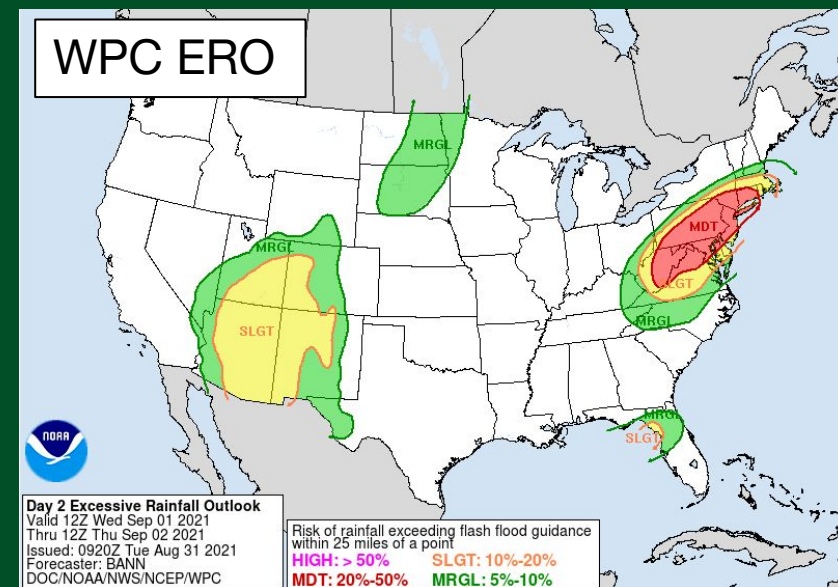 WPC ERO
MRGL
MDT
SLGT
MRGL
MRGL
SLGT
MRGL
SLGT
NOAA
Day 2 Excessive Rainfall Outlook
Valid 12Z Wed Sep 01 2021
Thru 12Z Thu Sep 02 2021
Issued: 0920Z Tue Aug 31 2021
Forecaster: BANN
DOC/NOAA/NWS/NCEP/WPC
Risk of rainfall exceeding flash flood guidance
within 25 miles of a point
HIGH: > 50% SLGT: 10%-20%
MDT: 20%-50% MRGL: 5%-10%